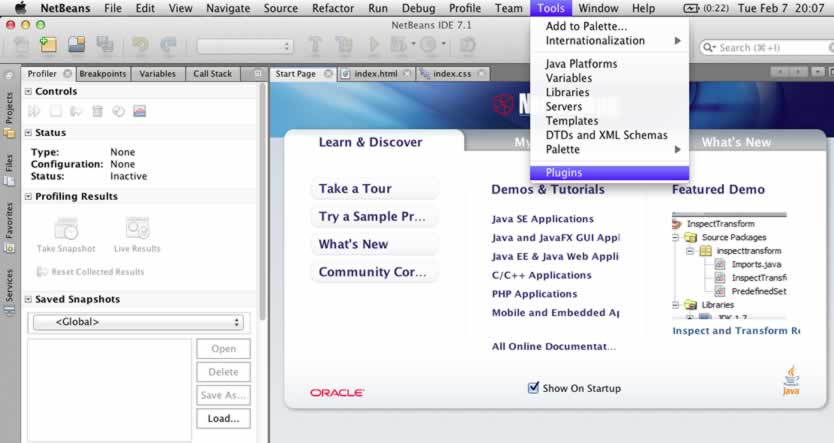 NetBeans File Edit View Navigate Source Refactor Run Debug Profile Team Tools Window Help (0:22) Tue Feb 7 20:07
NetBeans IDE 7.1
Search (⌘+I)
Profiler Breakpoints Variables Call Stack
Start Page index.html index.css
Projects
Files
Favorites
Services
Controls
Status
Type: None
Configuration: None
Status: Inactive
Profiling Results
Take Snapshot Live Results
Reset Collected Results
Saved Snapshots
<Global>
Open
Delete
Save As...
Load...
Add to Palette...
Internationalization
Java Platforms
Variables
Libraries
Servers
Templates
DTDs and XML Schemas
Palette
Plugins
Learn & Discover
My
What's New
Take a Tour
Try a Sample Pr...
What's New
Community Cor...
Demos & Tutorials
Java SE Applications
Java and JavaFX GUI Appl
Java EE & Java Web Appli
C/C++ Applications
PHP Applications
Mobile and Embedded Ap
All Online Documentat...
Featured Demo
InspectTransform
Source Packages
inspecttransform
Imports.java
InspectTransf
PredefinedSet
Libraries
JDK 1.7
Inspect and Transform Re
ORACLE
Show On Startup
Java